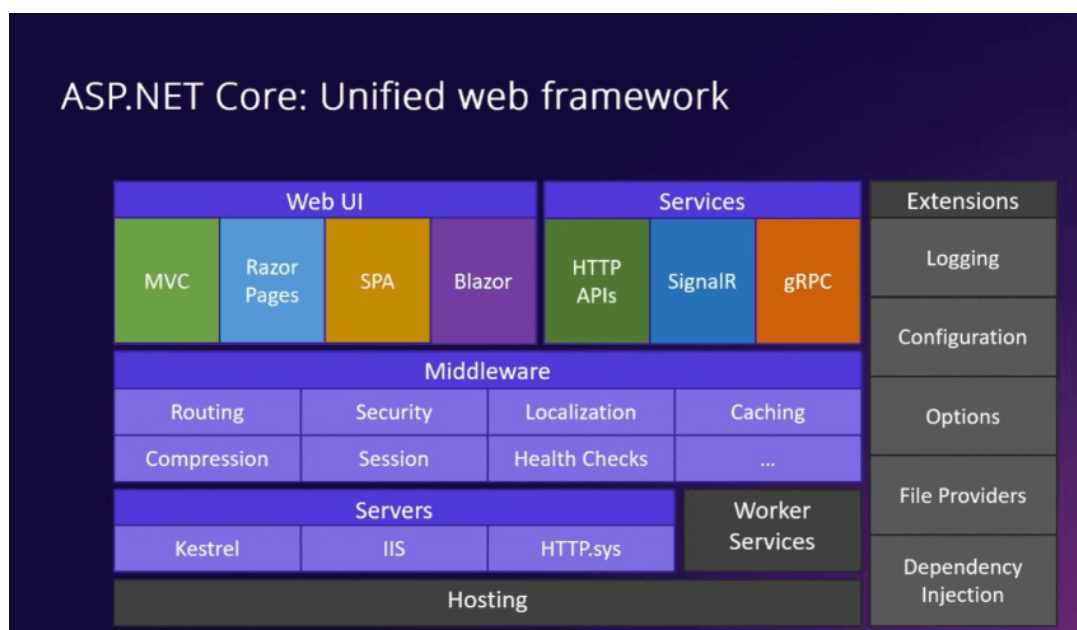 ASP.NET Core: Unified web framework
Web UI
MVC
Razor
Pages
SPA
Blazor
Services
HTTP
APIs
SignalR
gRPC
Middleware
Routing
Security
Localization
Caching
Compression
Session
Health Checks
...
Servers
Kestrel
IIS
HTTP.sys
Worker
Services
Hosting
Extensions
Logging
Configuration
Options
File Providers
Dependency
Injection